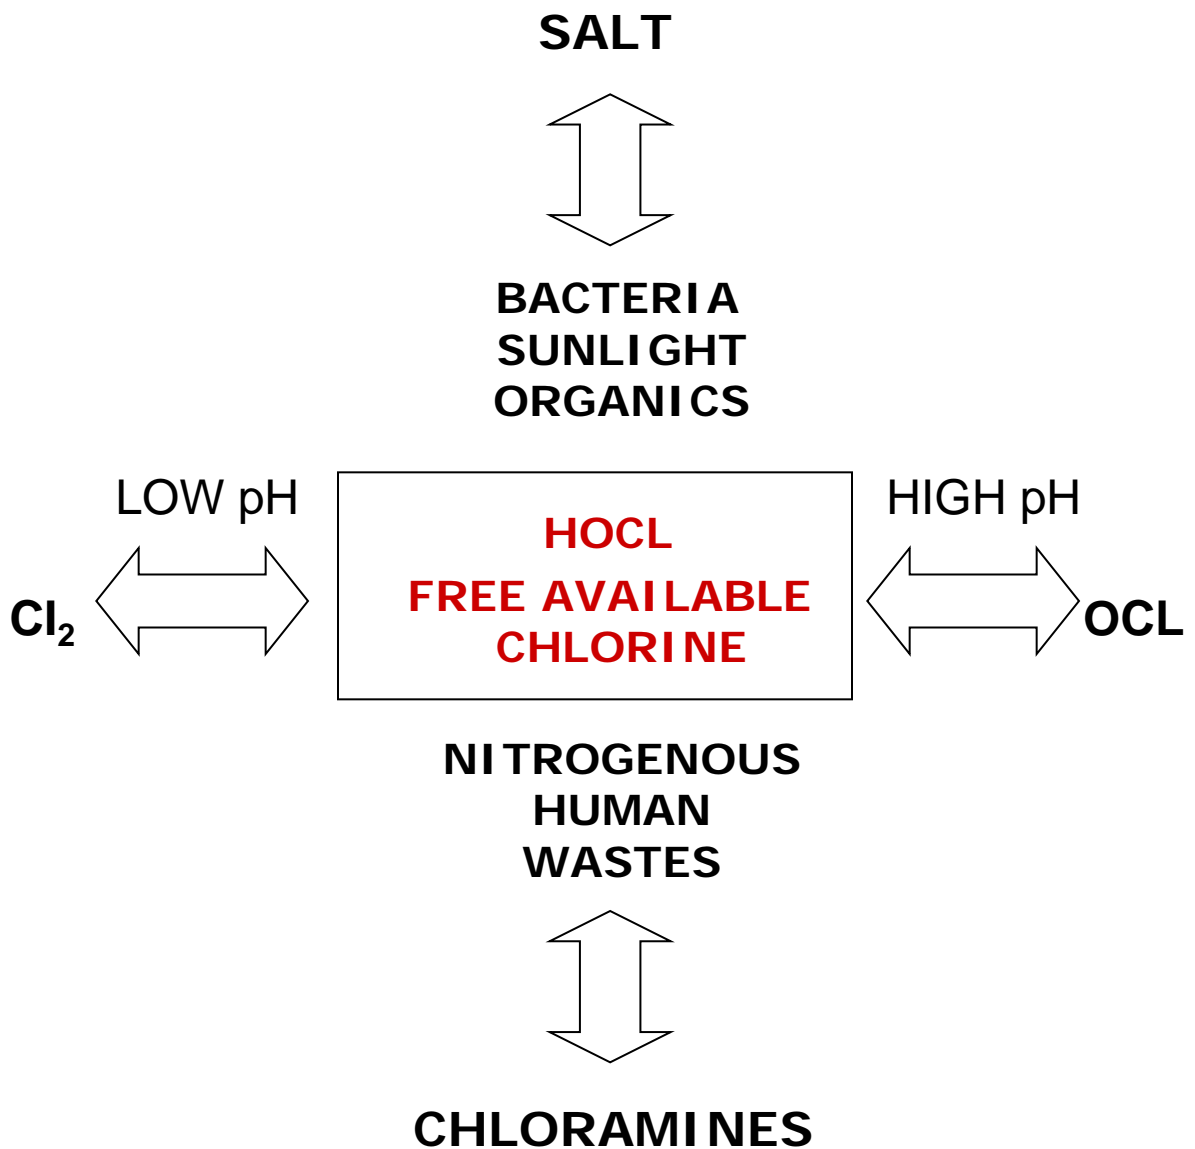 SALT
BACTERIA
SUNLIGHT
ORGANICS
LOW pH
HIGH pH
HOCL
FREE AVAILABLE
CHLORINE
Cl₂
OCL
NITROGENOUS
HUMAN
WASTES
CHLORAMINES